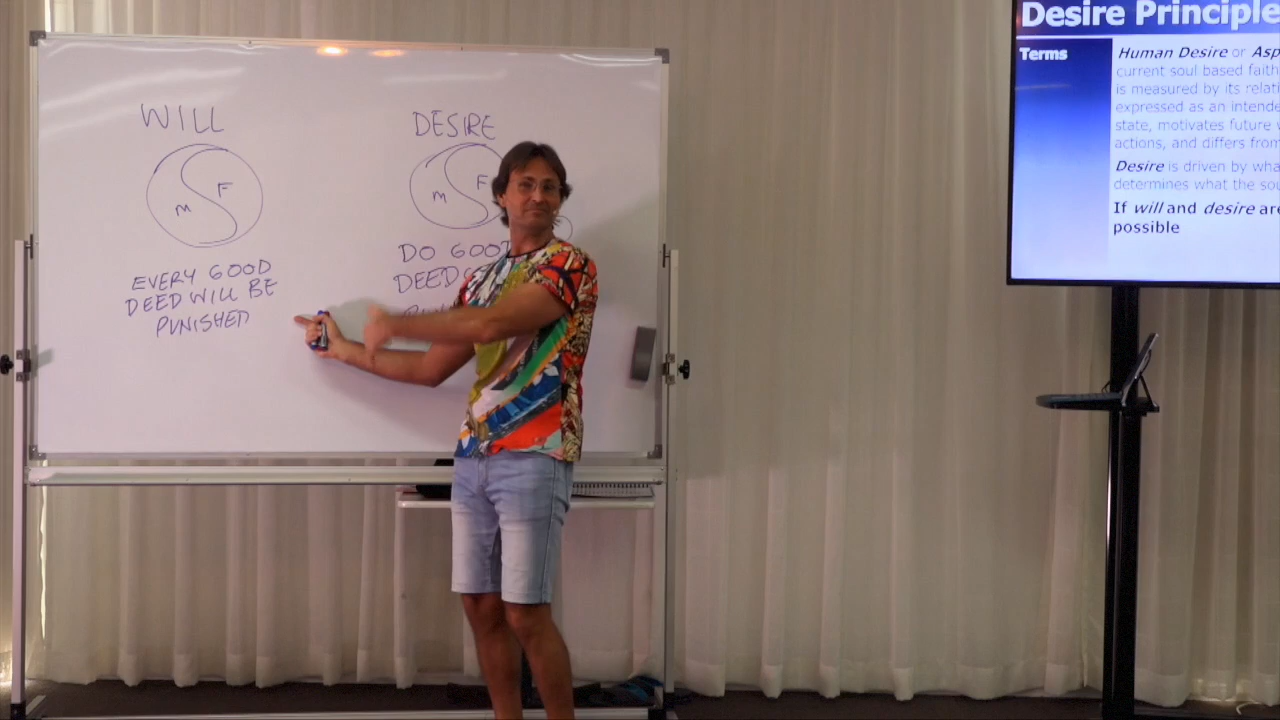 WILL
M F
EVERY GOOD
DEED WILL BE
PUNISHED
DESIRE
M F
DO GOOD
Desire Principle
Terms
Human Desire or Asp
current soul based faith
is measured by its relati
expressed as an intende
state, motivates future
actions, and differs from
Desire is driven by wha
determines what the sou
If will and desire are
possible